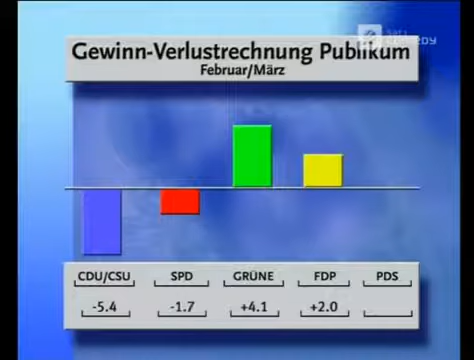 Gewinn-Verlustrechnung Publikum
Februar/März
CDU/CSU SPD GRÜNE FDP PDS
-5.4 -1.7 +4.1 +2.0